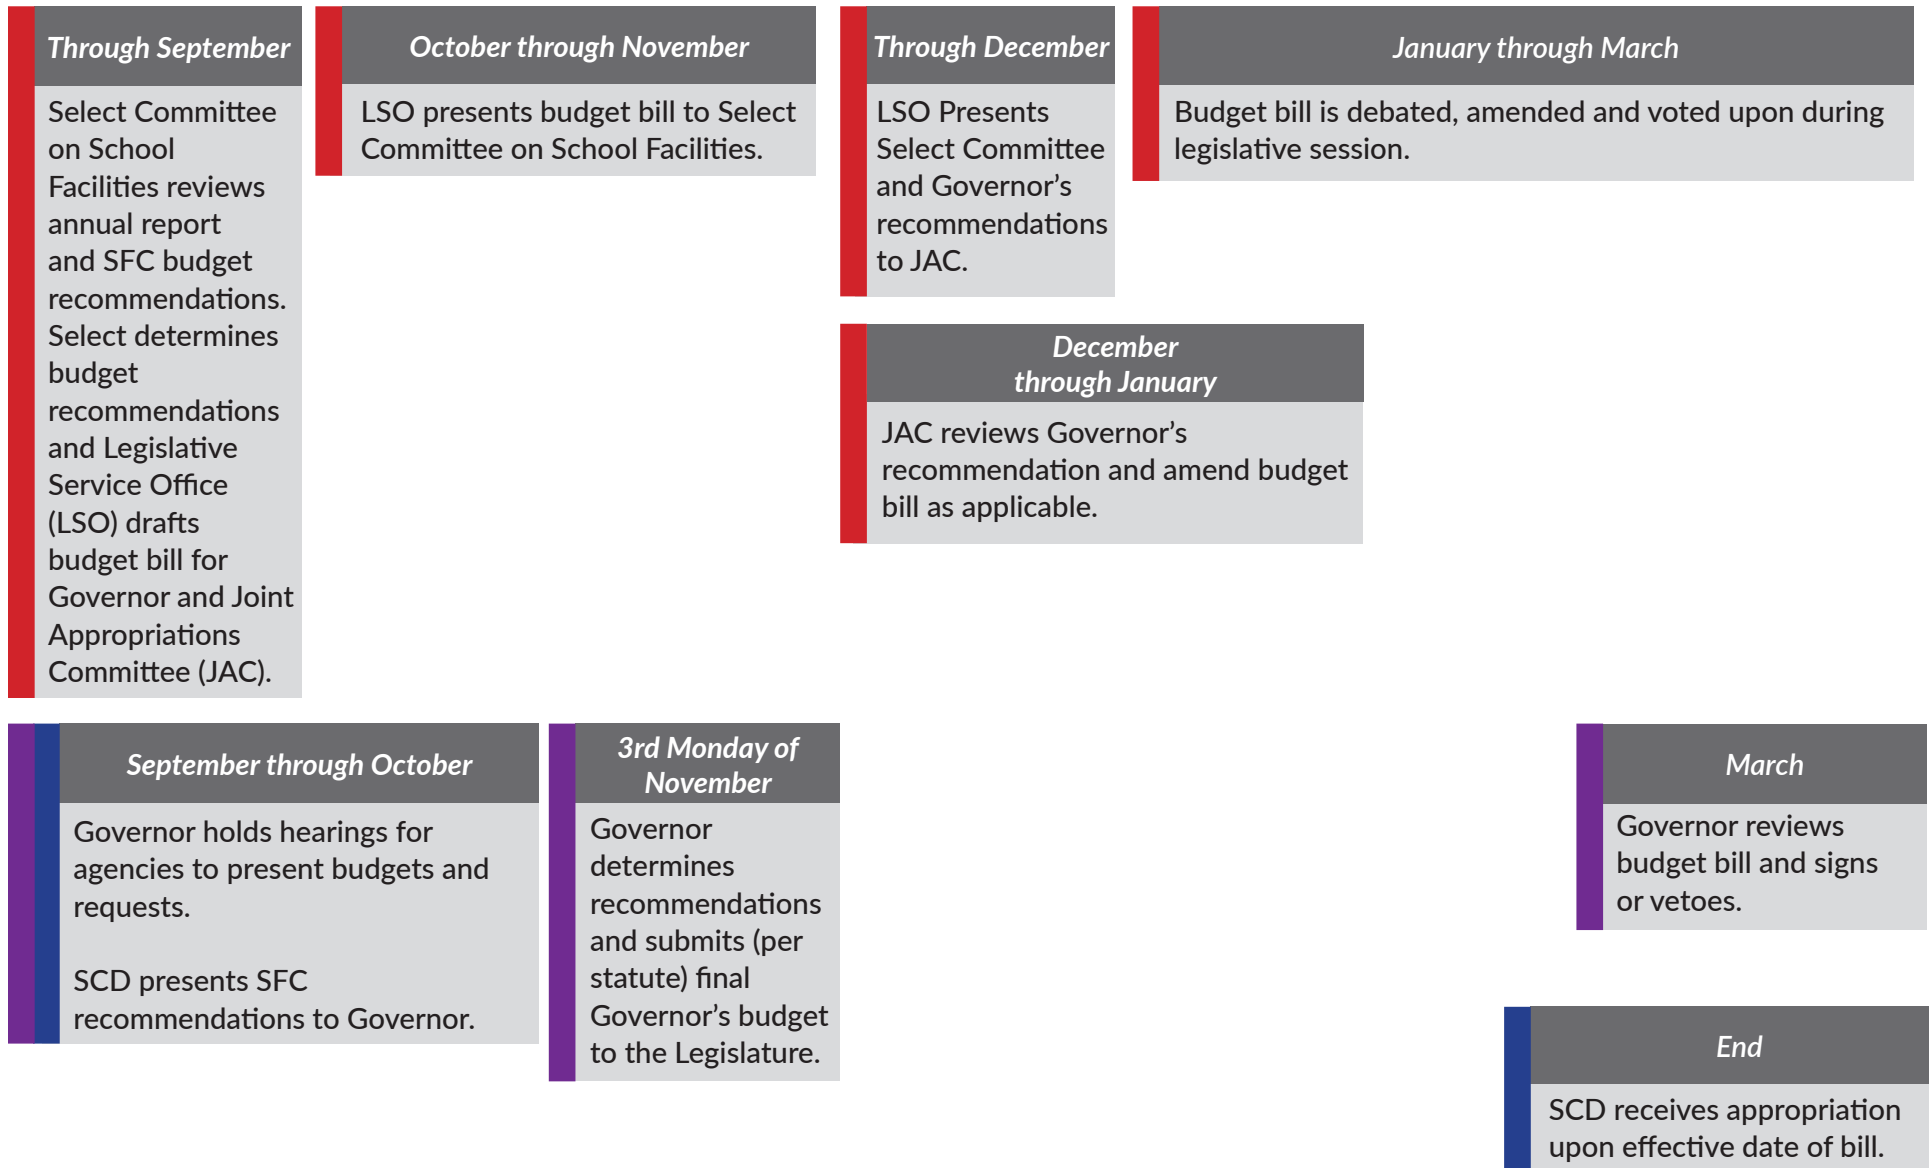 Through September
Select Committee
on School
Facilities reviews
annual report
and SFC budget
recommendations.
Select determines
budget
recommendations
and Legislative
Service Office
(LSO) drafts
budget bill for
Governor and Joint
Appropriations
Committee (JAC).
October through November
LSO presents budget bill to Select
Committee on School Facilities.
Through December
LSO Presents
Select Committee
and Governor’s
recommendations
to JAC.
January through March
Budget bill is debated, amended and voted upon during
legislative session.
December
through January
JAC reviews Governor’s
recommendation and amend budget
bill as applicable.
September through October
Governor holds hearings for
agencies to present budgets and
requests.
SCD presents SFC
recommendations to Governor.
3rd Monday of
November
Governor
determines
recommendations
and submits (per
statute) final
Governor’s budget
to the Legislature.
March
Governor reviews
budget bill and signs
or vetoes.
End
SCD receives appropriation
upon effective date of bill.